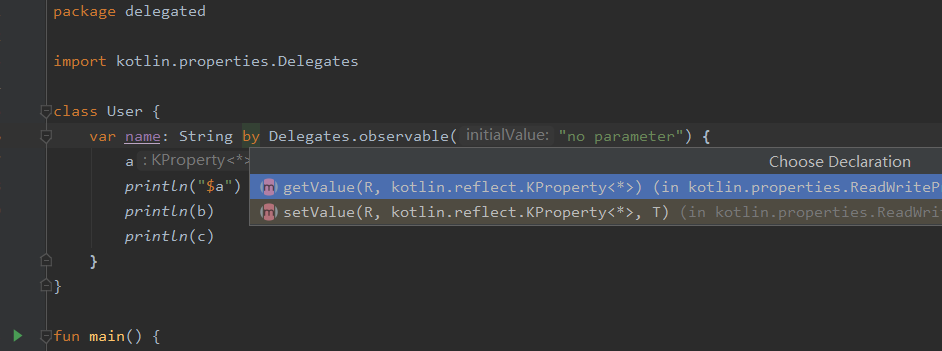 package delegated
import kotlin.properties.Delegates
class User {
var name: String by Delegates.observable( initialValue: "no parameter") {
a : KProperty<*>
Choose Declaration
println("$a")
m getValue(R, kotlin.reflect.KProperty<*>) (in kotlin.properties.ReadWriteP
println(b)
m setValue(R, kotlin.reflect.KProperty<*>, T) (in kotlin.properties.ReadWri
println(c)
}
}
fun main() {